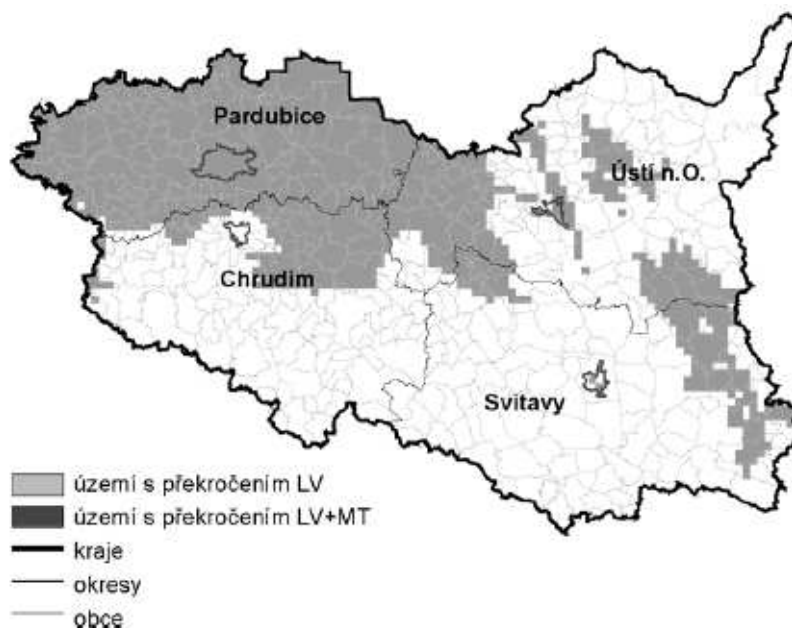 Pardubice
Ústí n.O.
Chrudim
Svitavy
území s překročením LV
území s překročením LV+MT
kraje
okresy
obce